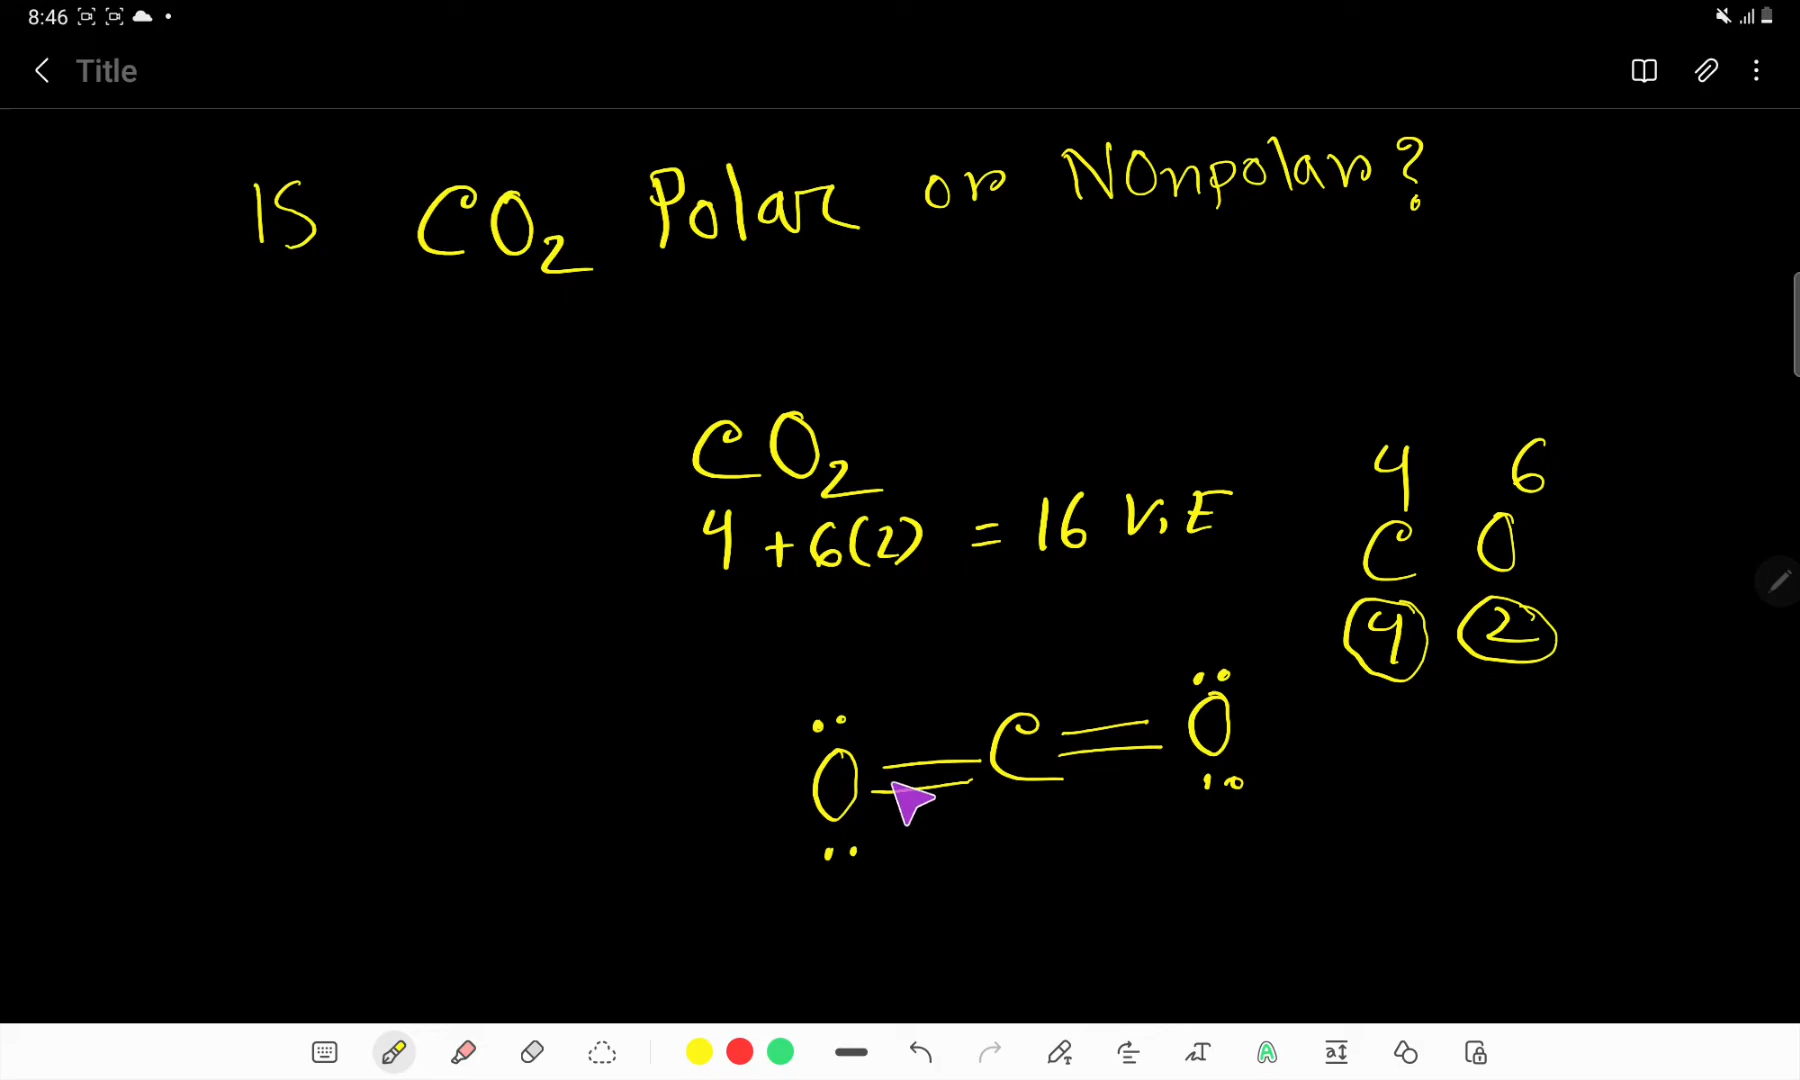 8:46
Title
IS CO2 Polar or Nonpolar?
CO2
4 + 6(2) = 16 V.E
4 6
C O
4 2
O = C = O